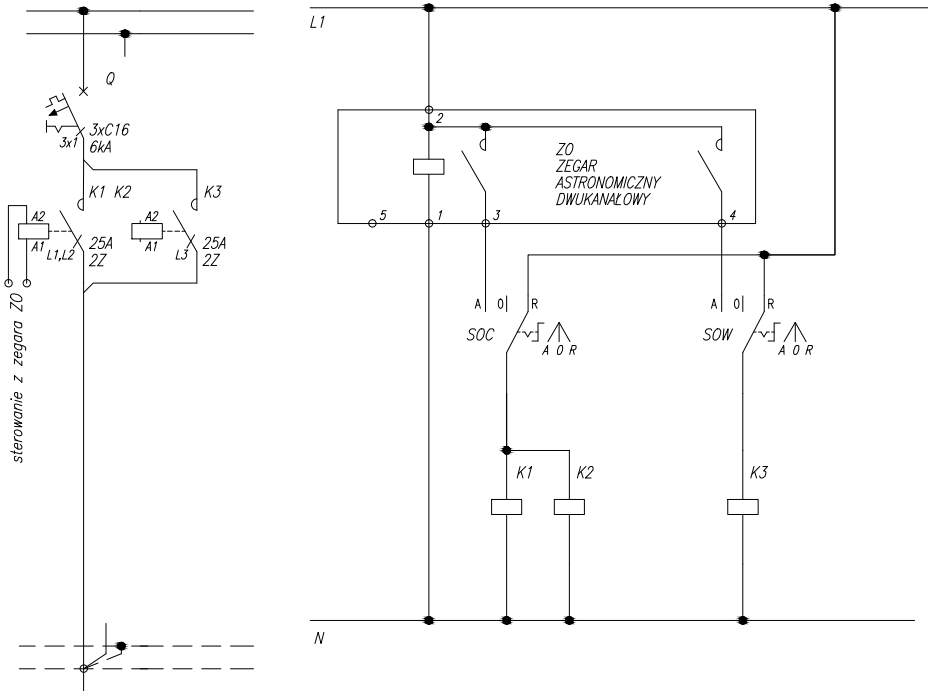 Q
3xC16
3x1
6kA
K1 K2
K3
A2
A1
L1,L2
25A
2Z
A2
A1
L3
25A
2Z
sterowanie z zegara ZO
L1
2
ZO
ZEGAR
ASTRONOMICZNY
DWUKANAŁOWY
5
1
3
4
A 0 R
SOC
A 0 R
A 0 R
SOW
A 0 R
K1
K2
K3
N